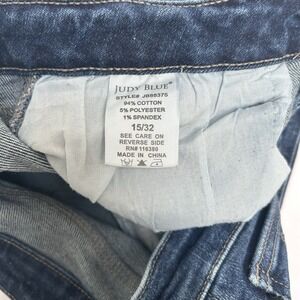 JUDY BLUE®
STYLE# JB88375
94% COTTON
5% POLYESTER
1% SPANDEX
15/32
SEE CARE ON
REVERSE SIDE
RN# 116380
MADE IN CHINA